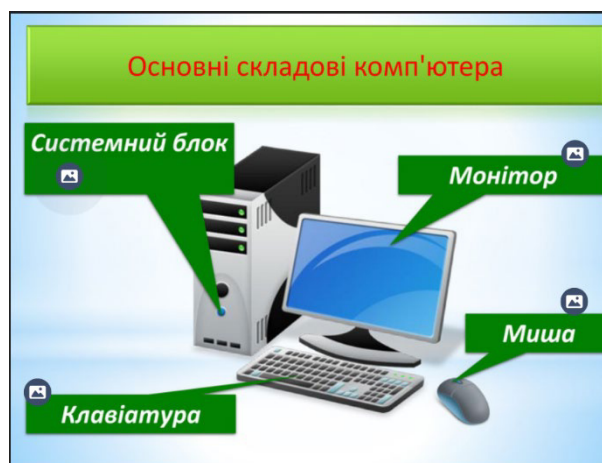 Основні складові комп'ютера
Системний блок
Монітор
Миша
Клавіатура